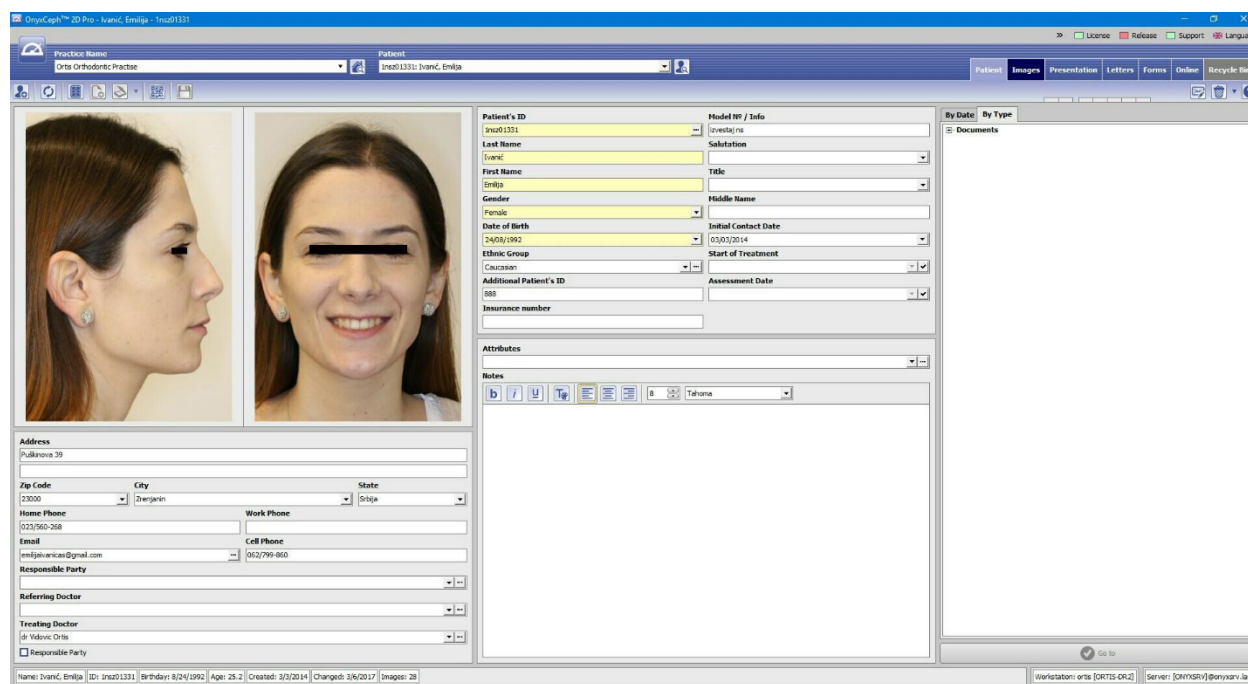 OnyxCeph™ 2D Pro - Ivanić, Emilija - 1nsz01331
» License Release Support
Practice Name Patient
Ortis Orthodontic Practise 1nsz01331: Ivanić, Emilija
Patient Images Presentation Letters Forms Online Recycle Bin
Patient's ID Model Nº / Info
1nsz01331 izvestaj ns
Last Name Salutation
Ivanić
First Name Title
Emilija
Gender Middle Name
Female
Date of Birth Initial Contact Date
24/08/1992 03/03/2014
Ethnic Group Start of Treatment
Caucasian
Additional Patient's ID Assessment Date
888
Insurance number
Attributes
Notes
b i U T 8 Tahoma
By Date By Type
Documents
Address
Puškinova 39
Zip Code City State
23000 Zrenjanin Srbija
Home Phone Work Phone
023/560-268
Email Cell Phone
emilijaivanicas@gmail.com 062/799-860
Responsible Party
Referring Doctor
Treating Doctor
dr Vidovic Ortis
Responsible Party
Go to
Name: Ivanić, Emilija ID: 1nsz01331 Birthday: 8/24/1992 Age: 25.2 Created: 3/3/2014 Changed: 3/6/2017 Images: 28 Workstation: ortis [ORTIS-DR2] Server: [ONYXSRV]@onyxsrv.la